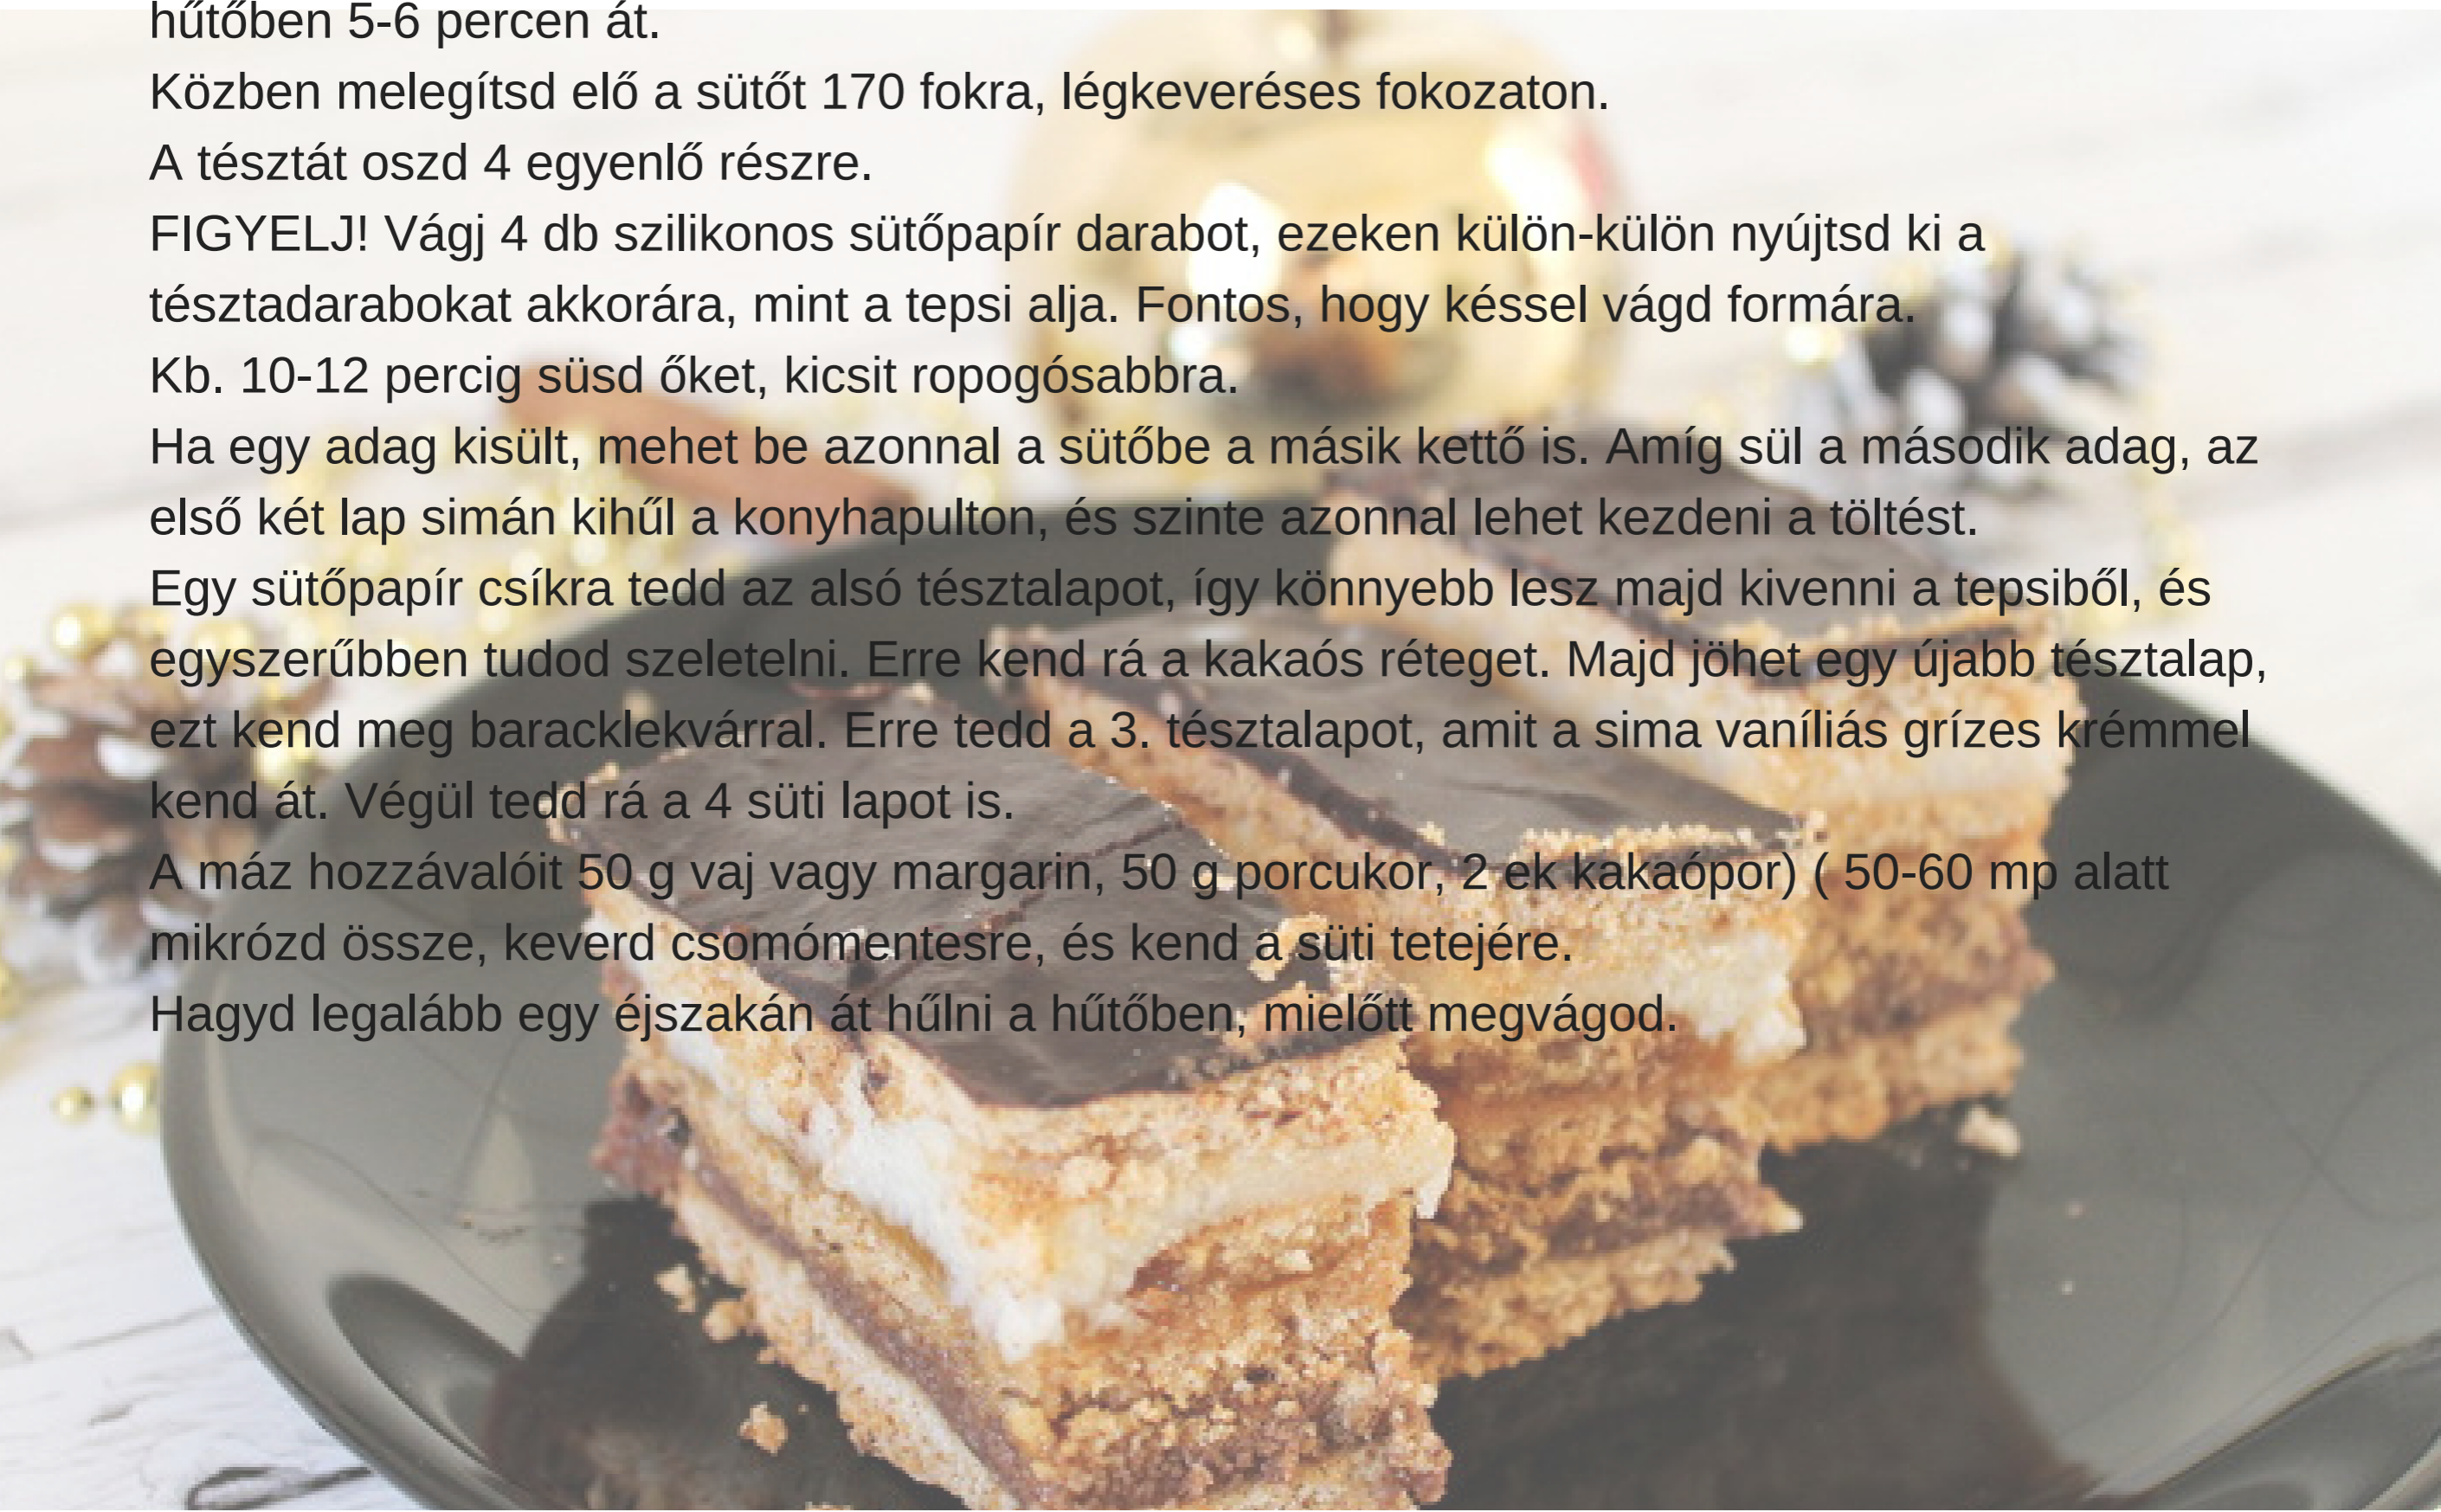 hűtőben 5-6 percen át.
Közben melegítsd elő a sütőt 170 fokra, légkeveréses fokozaton.
A tésztát oszd 4 egyenlő részre.
FIGYELJ! Vágj 4 db szilikonos sütőpapír darabot, ezeken külön-külön nyújtsd ki a
tésztadarabokat akkorára, mint a tepsi alja. Fontos, hogy késsel vágd formára.
Kb. 10-12 percig süsd őket, kicsit ropogósabbra.
Ha egy adag kisült, mehet be azonnal a sütőbe a másik kettő is. Amíg sül a második adag, az
első két lap simán kihűl a konyhapulton, és szinte azonnal lehet kezdeni a töltést.
Egy sütőpapír csíkra tedd az alsó tésztalapot, így könnyebb lesz majd kivenni a tepsiből, és
egyszerűbben tudod szeletelni. Erre kend rá a kakaós réteget. Majd jöhet egy újabb tésztalap,
ezt kend meg baracklekvárral. Erre tedd a 3. tésztalapot, amit a sima vaníliás grízes krémmel
kend át. Végül tedd rá a 4 süti lapot is.
A máz hozzávalóit 50 g vaj vagy margarin, 50 g porcukor, 2 ek kakaópor) ( 50-60 mp alatt
mikrózd össze, keverd csomómentesre, és kend a süti tetejére.
Hagyd legalább egy éjszakán át hűlni a hűtőben, mielőtt megvágod.